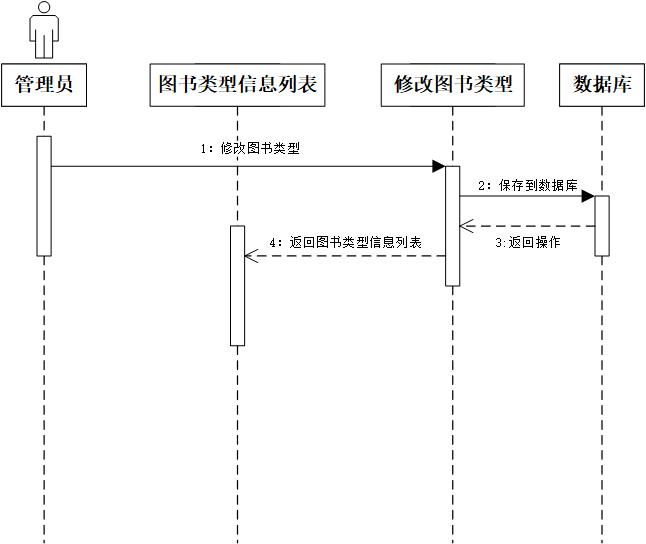 管理员
图书类型信息列表
修改图书类型
数据库
1：修改图书类型
2：保存到数据库
3:返回操作
4：返回图书类型信息列表